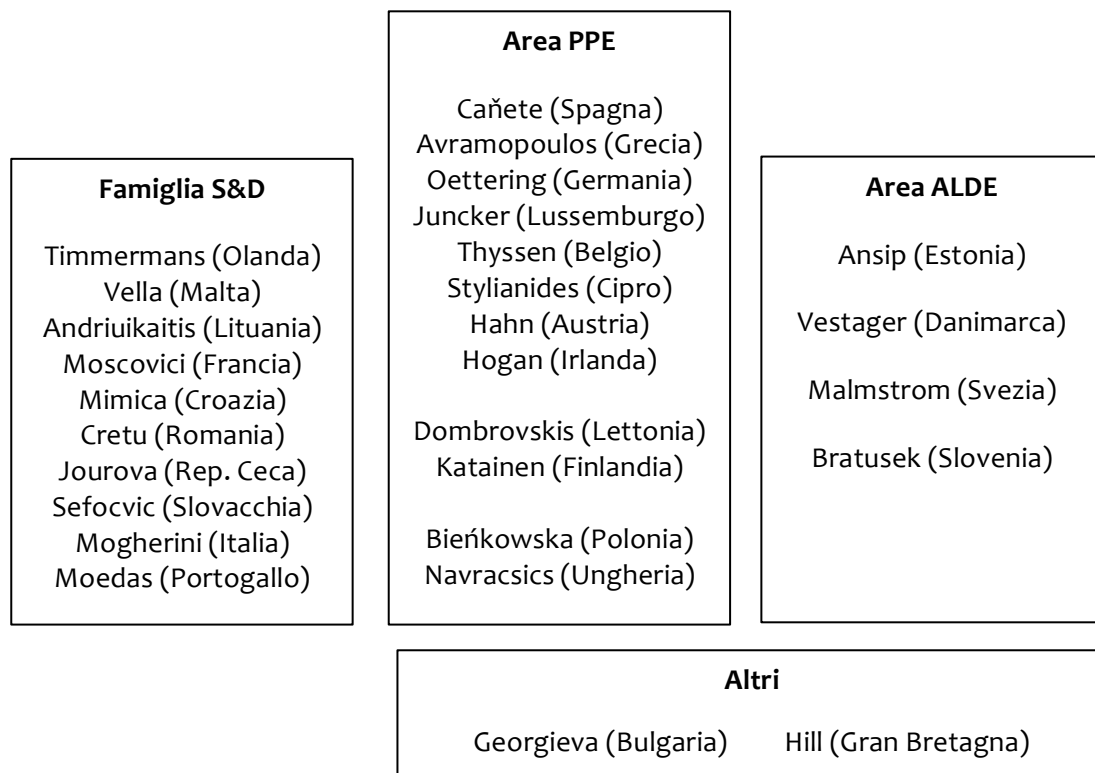 Famiglia S&D
Timmermans (Olanda)
Vella (Malta)
Andriuikaitis (Lituania)
Moscovici (Francia)
Mimica (Croazia)
Cretu (Romania)
Jourova (Rep. Ceca)
Sefocvic (Slovacchia)
Mogherini (Italia)
Moedas (Portogallo)
Area PPE
Caňete (Spagna)
Avramopoulos (Grecia)
Oettering (Germania)
Juncker (Lussemburgo)
Thyssen (Belgio)
Stylianides (Cipro)
Hahn (Austria)
Hogan (Irlanda)
Dombrovskis (Lettonia)
Katainen (Finlandia)
Bieńkowska (Polonia)
Navracsics (Ungheria)
Area ALDE
Ansip (Estonia)
Vestager (Danimarca)
Malmstrom (Svezia)
Bratusek (Slovenia)
Altri
Georgieva (Bulgaria) Hill (Gran Bretagna)